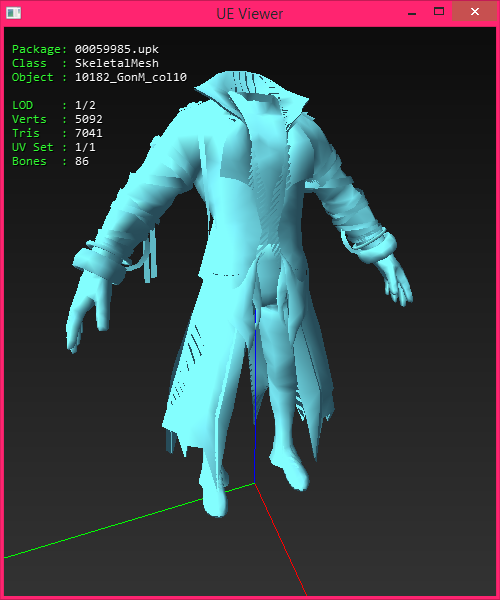 UE Viewer
Package: 00059985.upk
Class  : SkeletalMesh
Object : 10182_GonM_col10
LOD    : 1/2
Verts  : 5092
Tris   : 7041
UV Set : 1/1
Bones  : 86